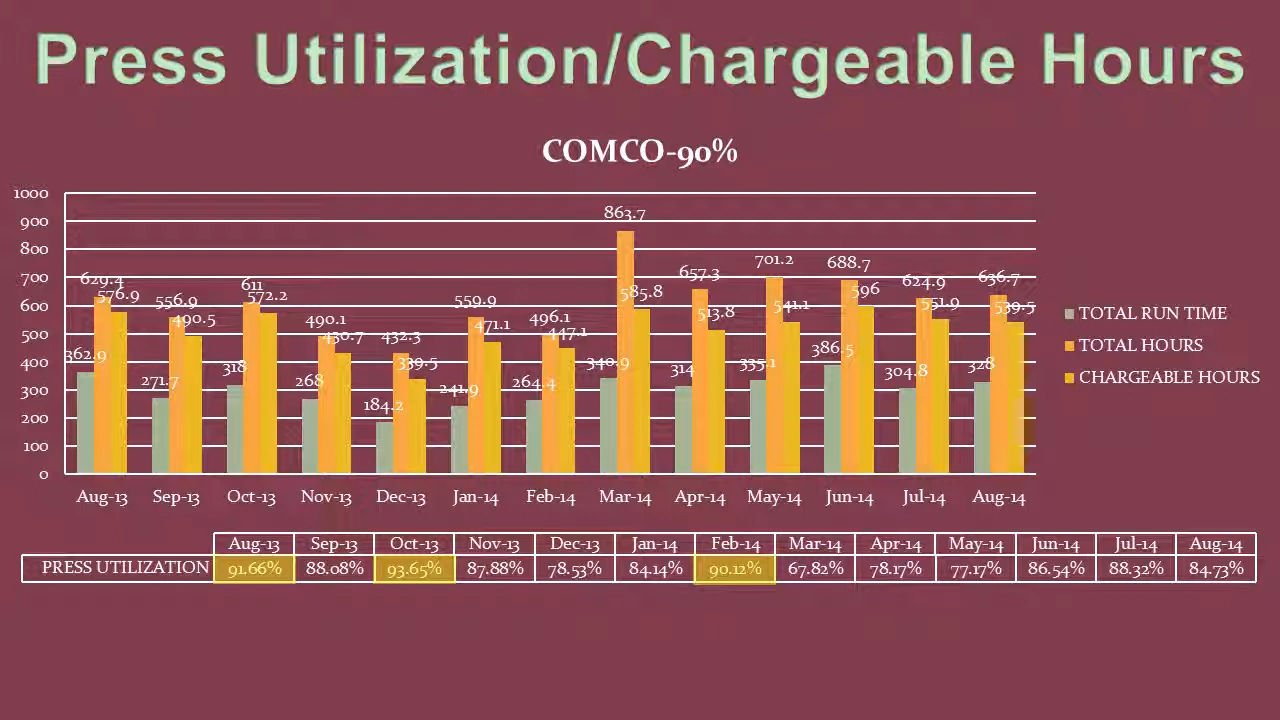 Press Utilization/Chargeable Hours
COMCO-90%
1000
900
800
700
600
500
400
300
200
100
0
362.9 629.4 576.9
271.7 556.9 490.5
318 611 572.2
268 490.1 430.7
184.2 432.3 339.5
241.9 559.9 471.1
264.4 496.1 447.1
340.9 863.7 585.8
314 657.3 513.8
335.1 701.2 541.1
386.5 688.7 596
304.8 624.9 551.9
328 636.7 539.5
Aug-13 Sep-13 Oct-13 Nov-13 Dec-13 Jan-14 Feb-14 Mar-14 Apr-14 May-14 Jun-14 Jul-14 Aug-14
TOTAL RUN TIME
TOTAL HOURS
CHARGEABLE HOURS
Aug-13 Sep-13 Oct-13 Nov-13 Dec-13 Jan-14 Feb-14 Mar-14 Apr-14 May-14 Jun-14 Jul-14 Aug-14
PRESS UTILIZATION 91.66% 88.08% 93.65% 87.88% 78.53% 84.14% 90.12% 67.82% 78.17% 77.17% 86.54% 88.32% 84.73%